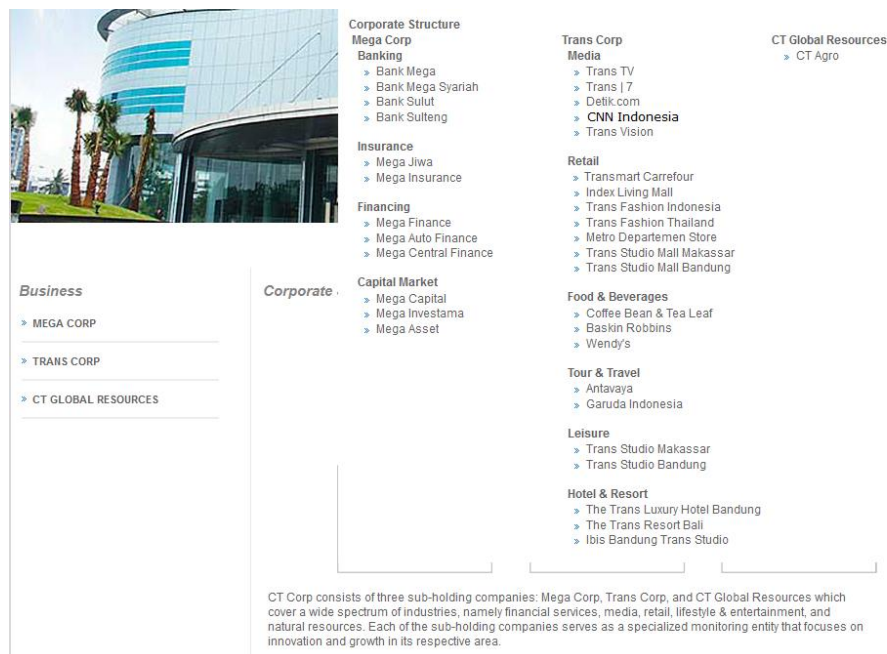 Corporate Structure
Mega Corp
Banking
Bank Mega
Bank Mega Syariah
Bank Sulut
Bank Sulteng
Insurance
Mega Jiwa
Mega Insurance
Financing
Mega Finance
Mega Auto Finance
Mega Central Finance
Capital Market
Mega Capital
Mega Investama
Mega Asset
Trans Corp
Media
Trans TV
Trans | 7
Detik.com
CNN Indonesia
Trans Vision
Retail
Transmart Carrefour
Index Living Mall
Trans Fashion Indonesia
Trans Fashion Thailand
Metro Departemen Store
Trans Studio Mall Makassar
Trans Studio Mall Bandung
Food & Beverages
Coffee Bean & Tea Leaf
Baskin Robbins
Wendy's
Tour & Travel
Antavaya
Garuda Indonesia
Leisure
Trans Studio Makassar
Trans Studio Bandung
Hotel & Resort
The Trans Luxury Hotel Bandung
The Trans Resort Bali
Ibis Bandung Trans Studio
CT Global Resources
CT Agro
Business
MEGA CORP
TRANS CORP
CT GLOBAL RESOURCES
Corporate
CT Corp consists of three sub-holding companies: Mega Corp, Trans Corp, and CT Global Resources which
cover a wide spectrum of industries, namely financial services, media, retail, lifestyle & entertainment, and
natural resources. Each of the sub-holding companies serves as a specialized monitoring entity that focuses on
innovation and growth in its respective area.